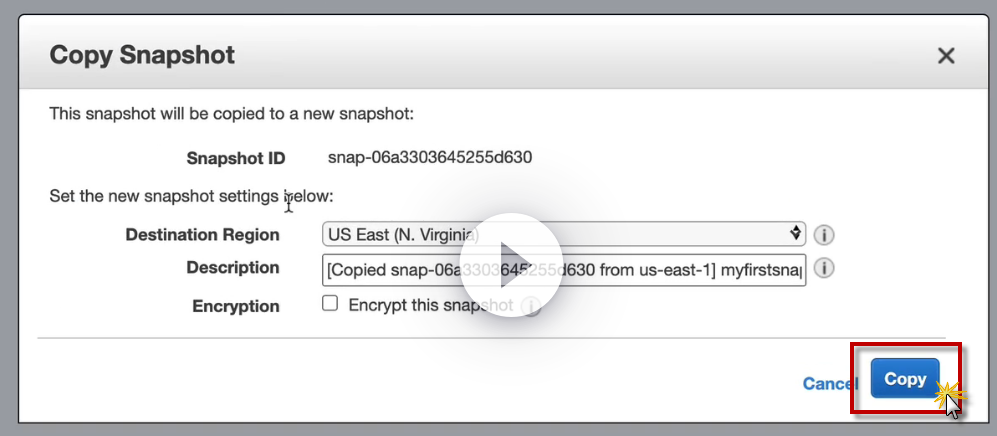 Copy Snapshot
This snapshot will be copied to a new snapshot:
Snapshot ID snap-06a3303645255d630
Set the new snapshot settings below:
Destination Region US East (N. Virginia)
Description [Copied snap-06a3303645255d630 from us-east-1] myfirstsnap
Encryption Encrypt this snapshot
Cancel Copy